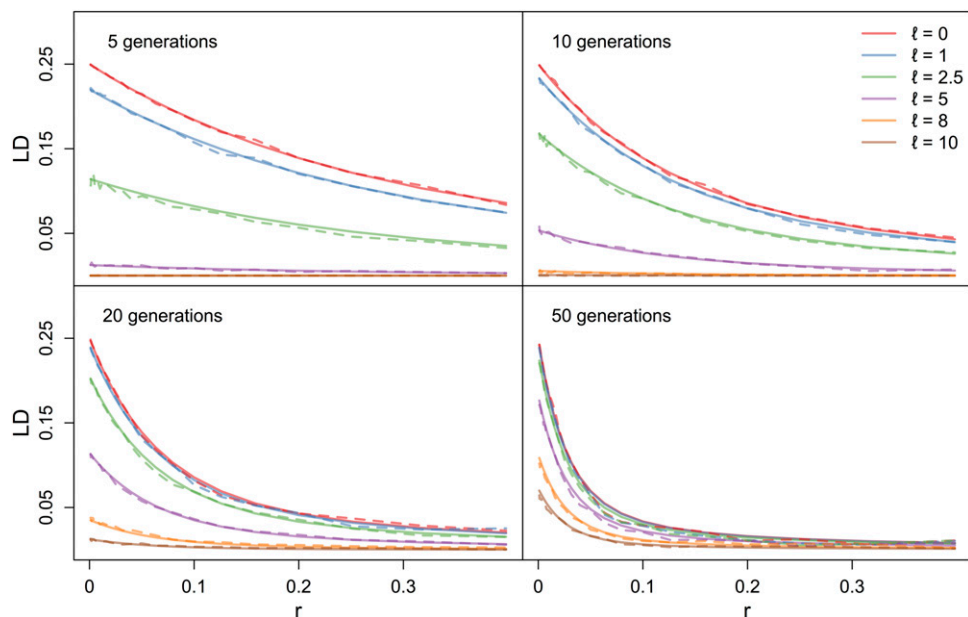 5 generations
10 generations
ℓ = 0
ℓ = 1
ℓ = 2.5
ℓ = 5
ℓ = 8
ℓ = 10
LD
0.25
0.15
0.05
20 generations
50 generations
LD
0.25
0.15
0.05
0
0.1
0.2
0.3
0
0.1
0.2
0.3
r
r